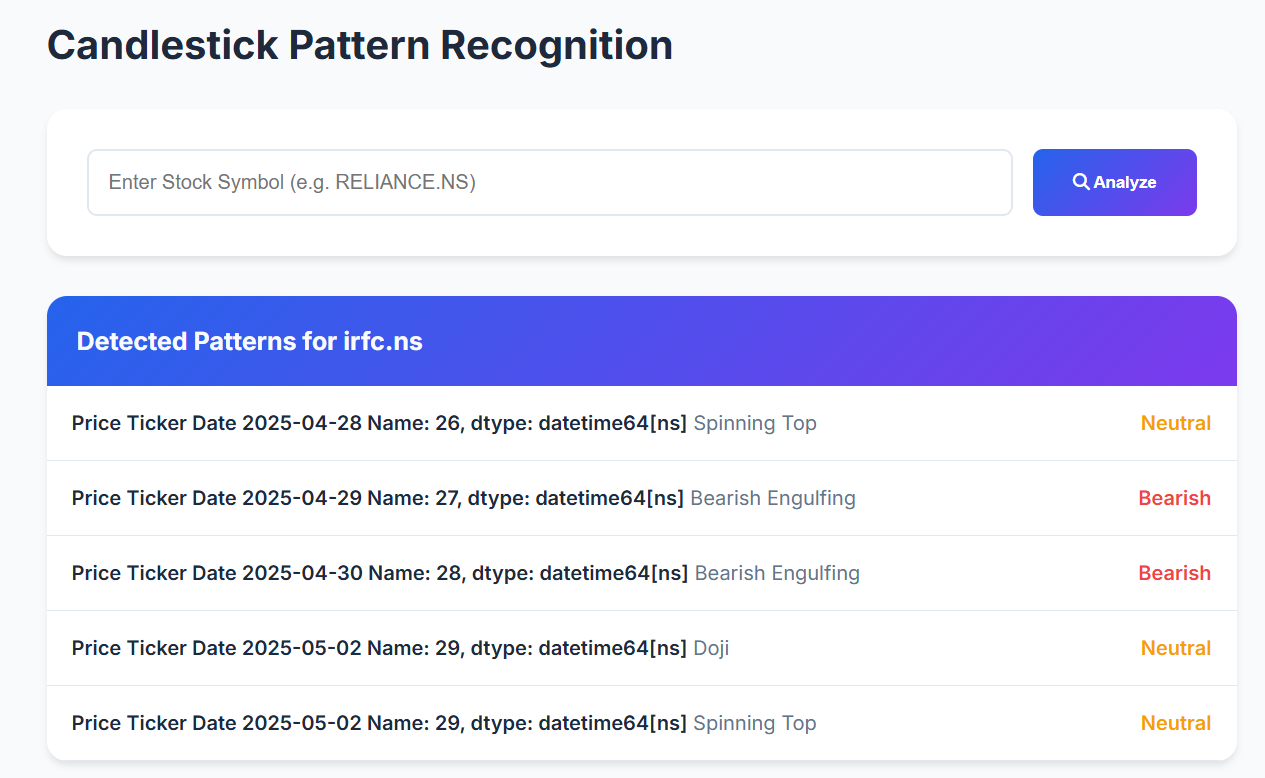 Candlestick Pattern Recognition
Enter Stock Symbol (e.g. RELIANCE.NS)
Analyze
Detected Patterns for irfc.ns
Price Ticker Date 2025-04-28 Name: 26, dtype: datetime64[ns] Spinning Top Neutral
Price Ticker Date 2025-04-29 Name: 27, dtype: datetime64[ns] Bearish Engulfing Bearish
Price Ticker Date 2025-04-30 Name: 28, dtype: datetime64[ns] Bearish Engulfing Bearish
Price Ticker Date 2025-05-02 Name: 29, dtype: datetime64[ns] Doji Neutral
Price Ticker Date 2025-05-02 Name: 29, dtype: datetime64[ns] Spinning Top Neutral